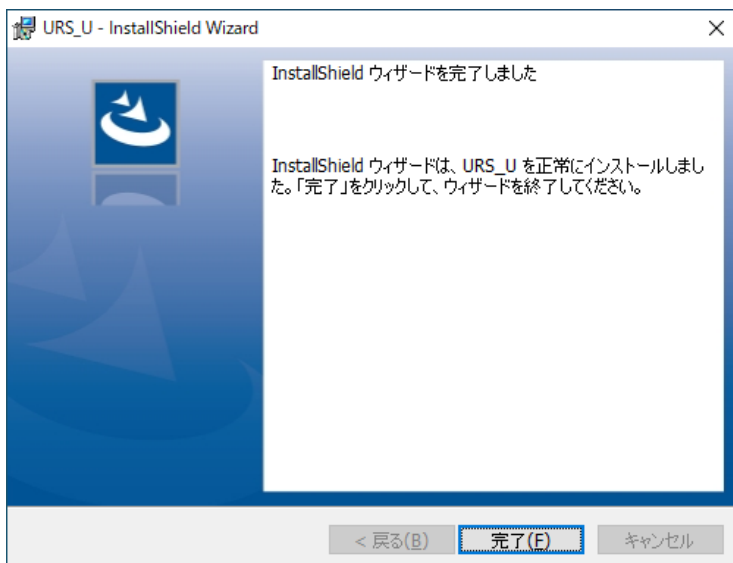 URS_U - InstallShield Wizard
InstallShield ウィザードを完了しました
InstallShield ウィザードは、URS_U を正常にインストールしまし
た。「完了」をクリックして、ウィザードを終了してください。
< 戻る(B)
完了(F)
キャンセル